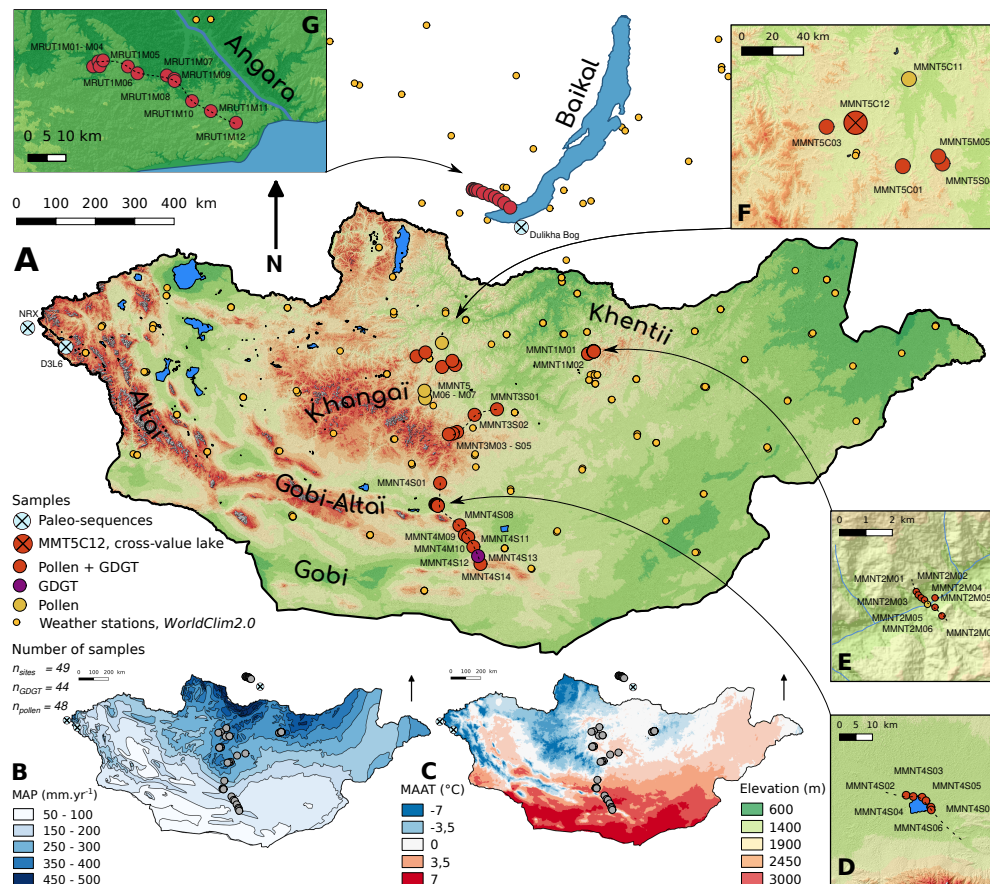 G
MRUT1M01- M04
MRUT1M05
MRUT1M07
MRUT1M09
MRUT1M06
MRUT1M08
MRUT1M10
MRUT1M11
MRUT1M12
Angara
0 5 10 km
Baikal
0 20 40 km
MMNT5C11
MMNT5C12
MMNT5C03
MMNT5M05
MMNT5C01
MMNT5S0
F
0 100 200 300 400 km
A
N
Dulikha Bog
NRX
D3L6
Altaï
Khangaï
Khentii
Gobi-Altaï
Gobi
MMNT1M01
MMNT1M02
MMNT5
M06 - M07
MMNT3S01
MMNT3S02
MMNT3M03 - S05
MMNT4S01
MMNT4S08
MMNT4M09
MMNT4S11
MMNT4M10
MMNT4S13
MMNT4S12
MMNT4S14
Samples
Paleo-sequences
MMT5C12, cross-value lake
Pollen + GDGT
GDGT
Pollen
Weather stations, WorldClim2.0
Number of samples
nsites = 49
nGDGT = 44
npollen = 48
0 100 200 km
B
MAP (mm.yr-1)
50 - 100
150 - 200
250 - 300
350 - 400
450 - 500
0 100 200 km
C
MAAT (°C)
-7
-3,5
0
3,5
7
Elevation (m)
600
1400
1900
2450
3000
0 1 2 km
MMNT2M01
MMNT2M02
MMNT2M04
MMNT2M03
MMNT2M05
MMNT2M05
MMNT2M06
MMNT2M0
E
0 5 10 km
MMNT4S03
MMNT4S02
MMNT4S05
MMNT4S04
MMNT4S0
MMNT4S06
D